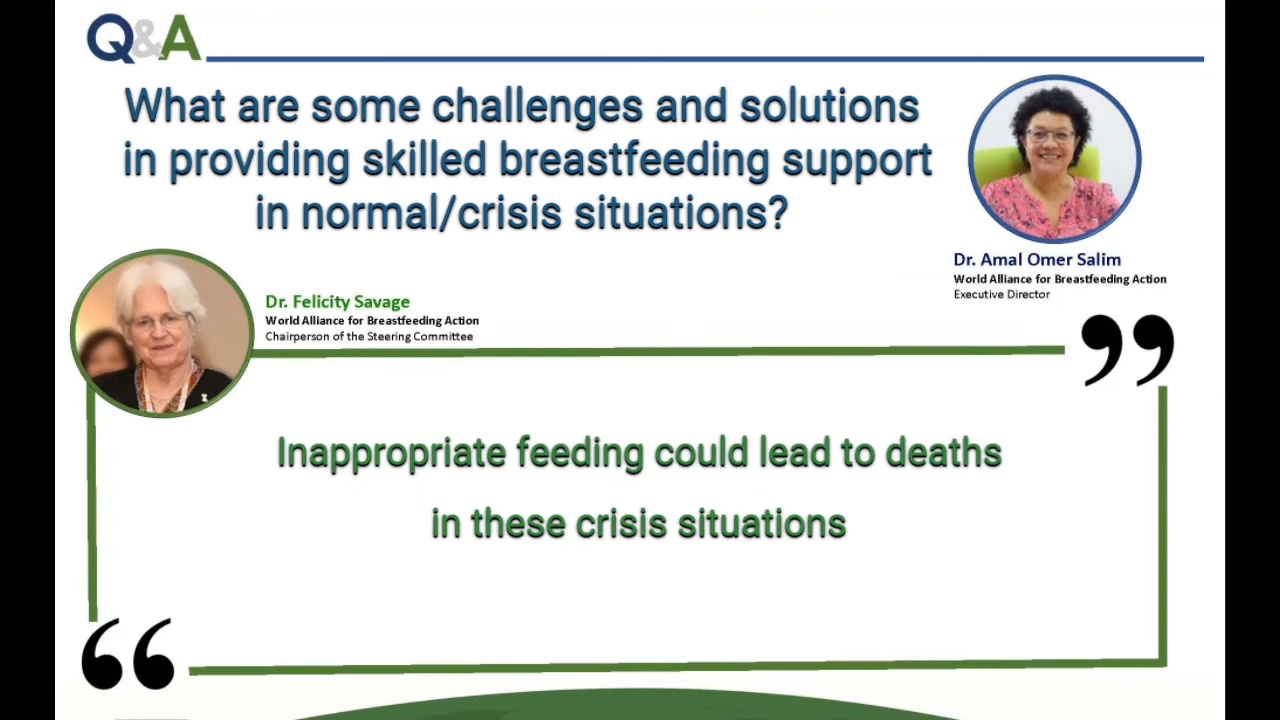 Q&A
What are some challenges and solutions
in providing skilled breastfeeding support
in normal/crisis situations?
Dr. Amal Omer Salim
World Alliance for Breastfeeding Action
Executive Director
Dr. Felicity Savage
World Alliance for Breastfeeding Action
Chairperson of the Steering Committee
Inappropriate feeding could lead to deaths
in these crisis situations